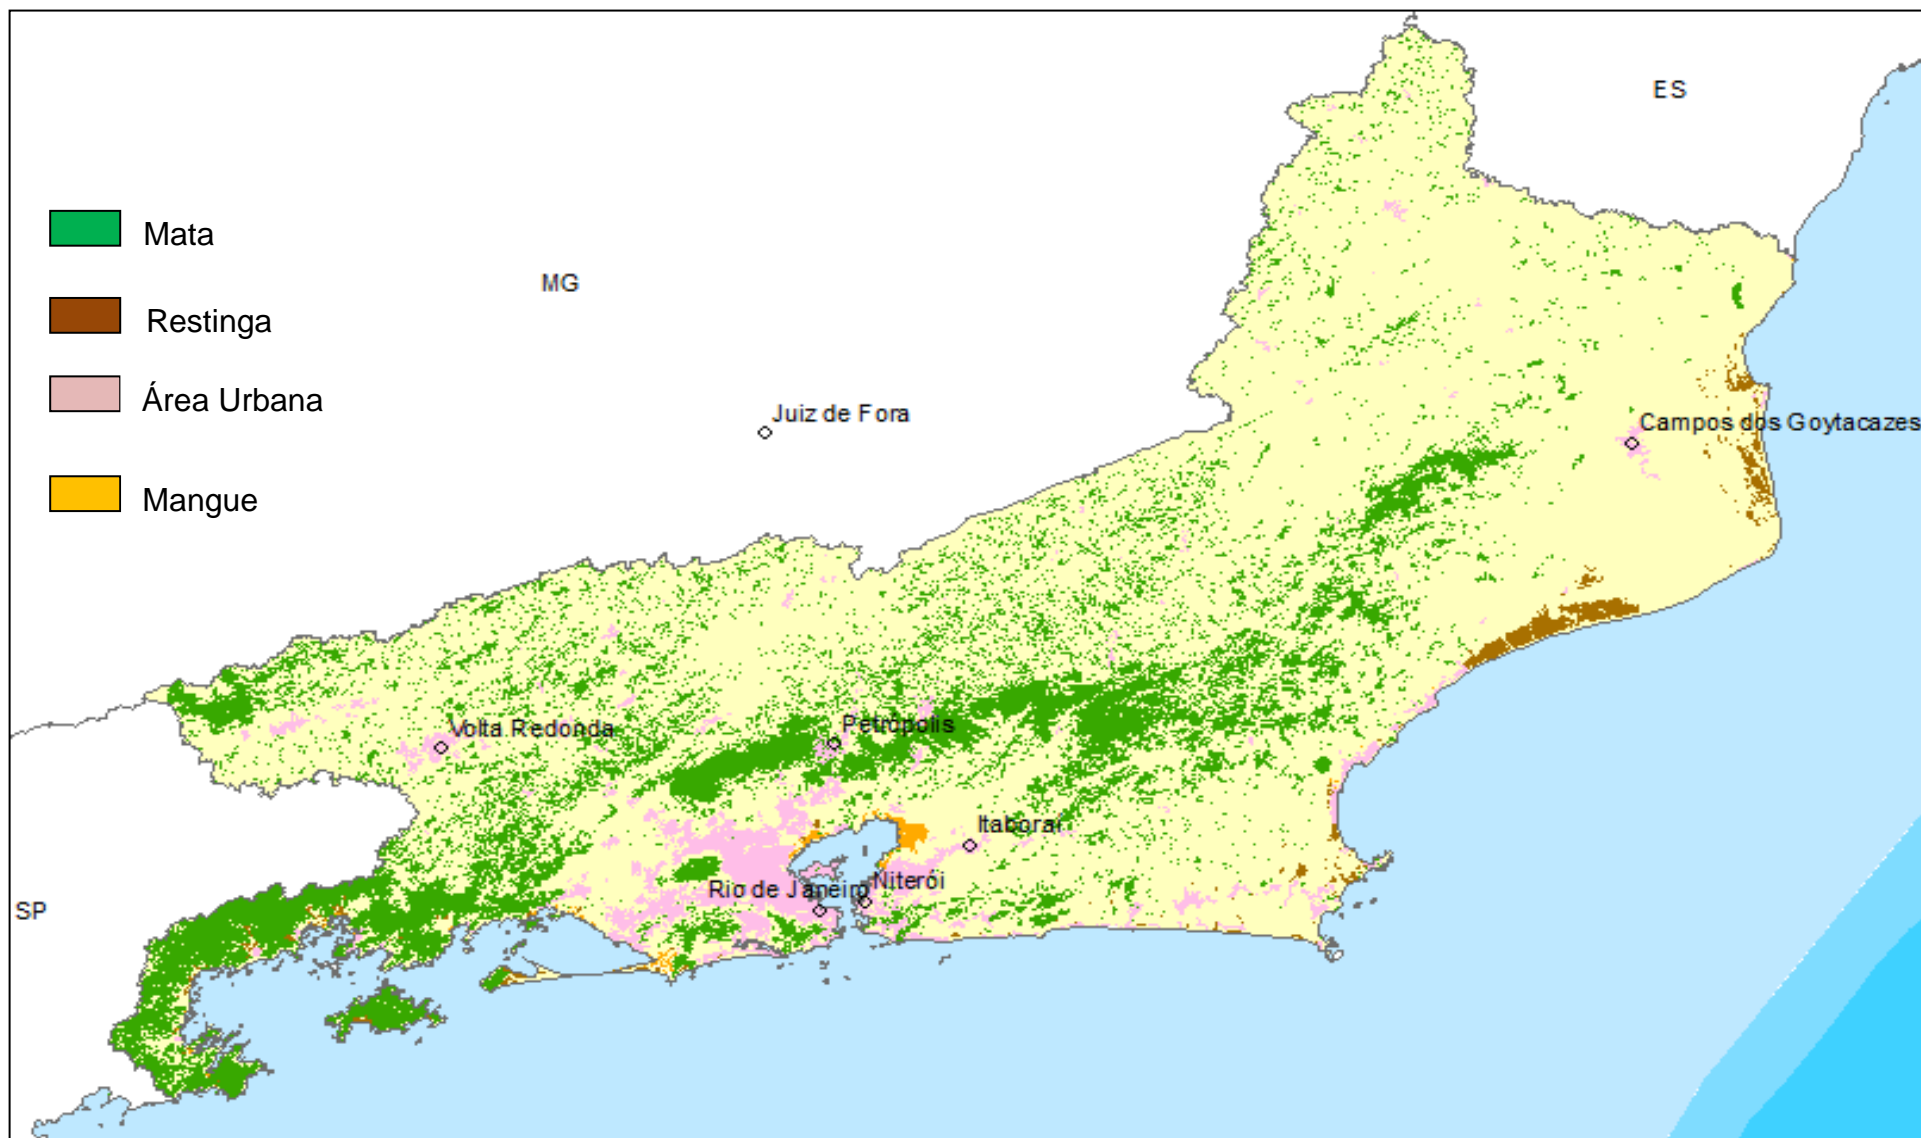 ES
Mata
MG
Restinga
Área Urbana
Juiz de Fora
Campos dos Goytacazes
Mangue
Volta Redonda
Petrópolis
Itaboraí
Rio de Janeiro
Niterói
SP